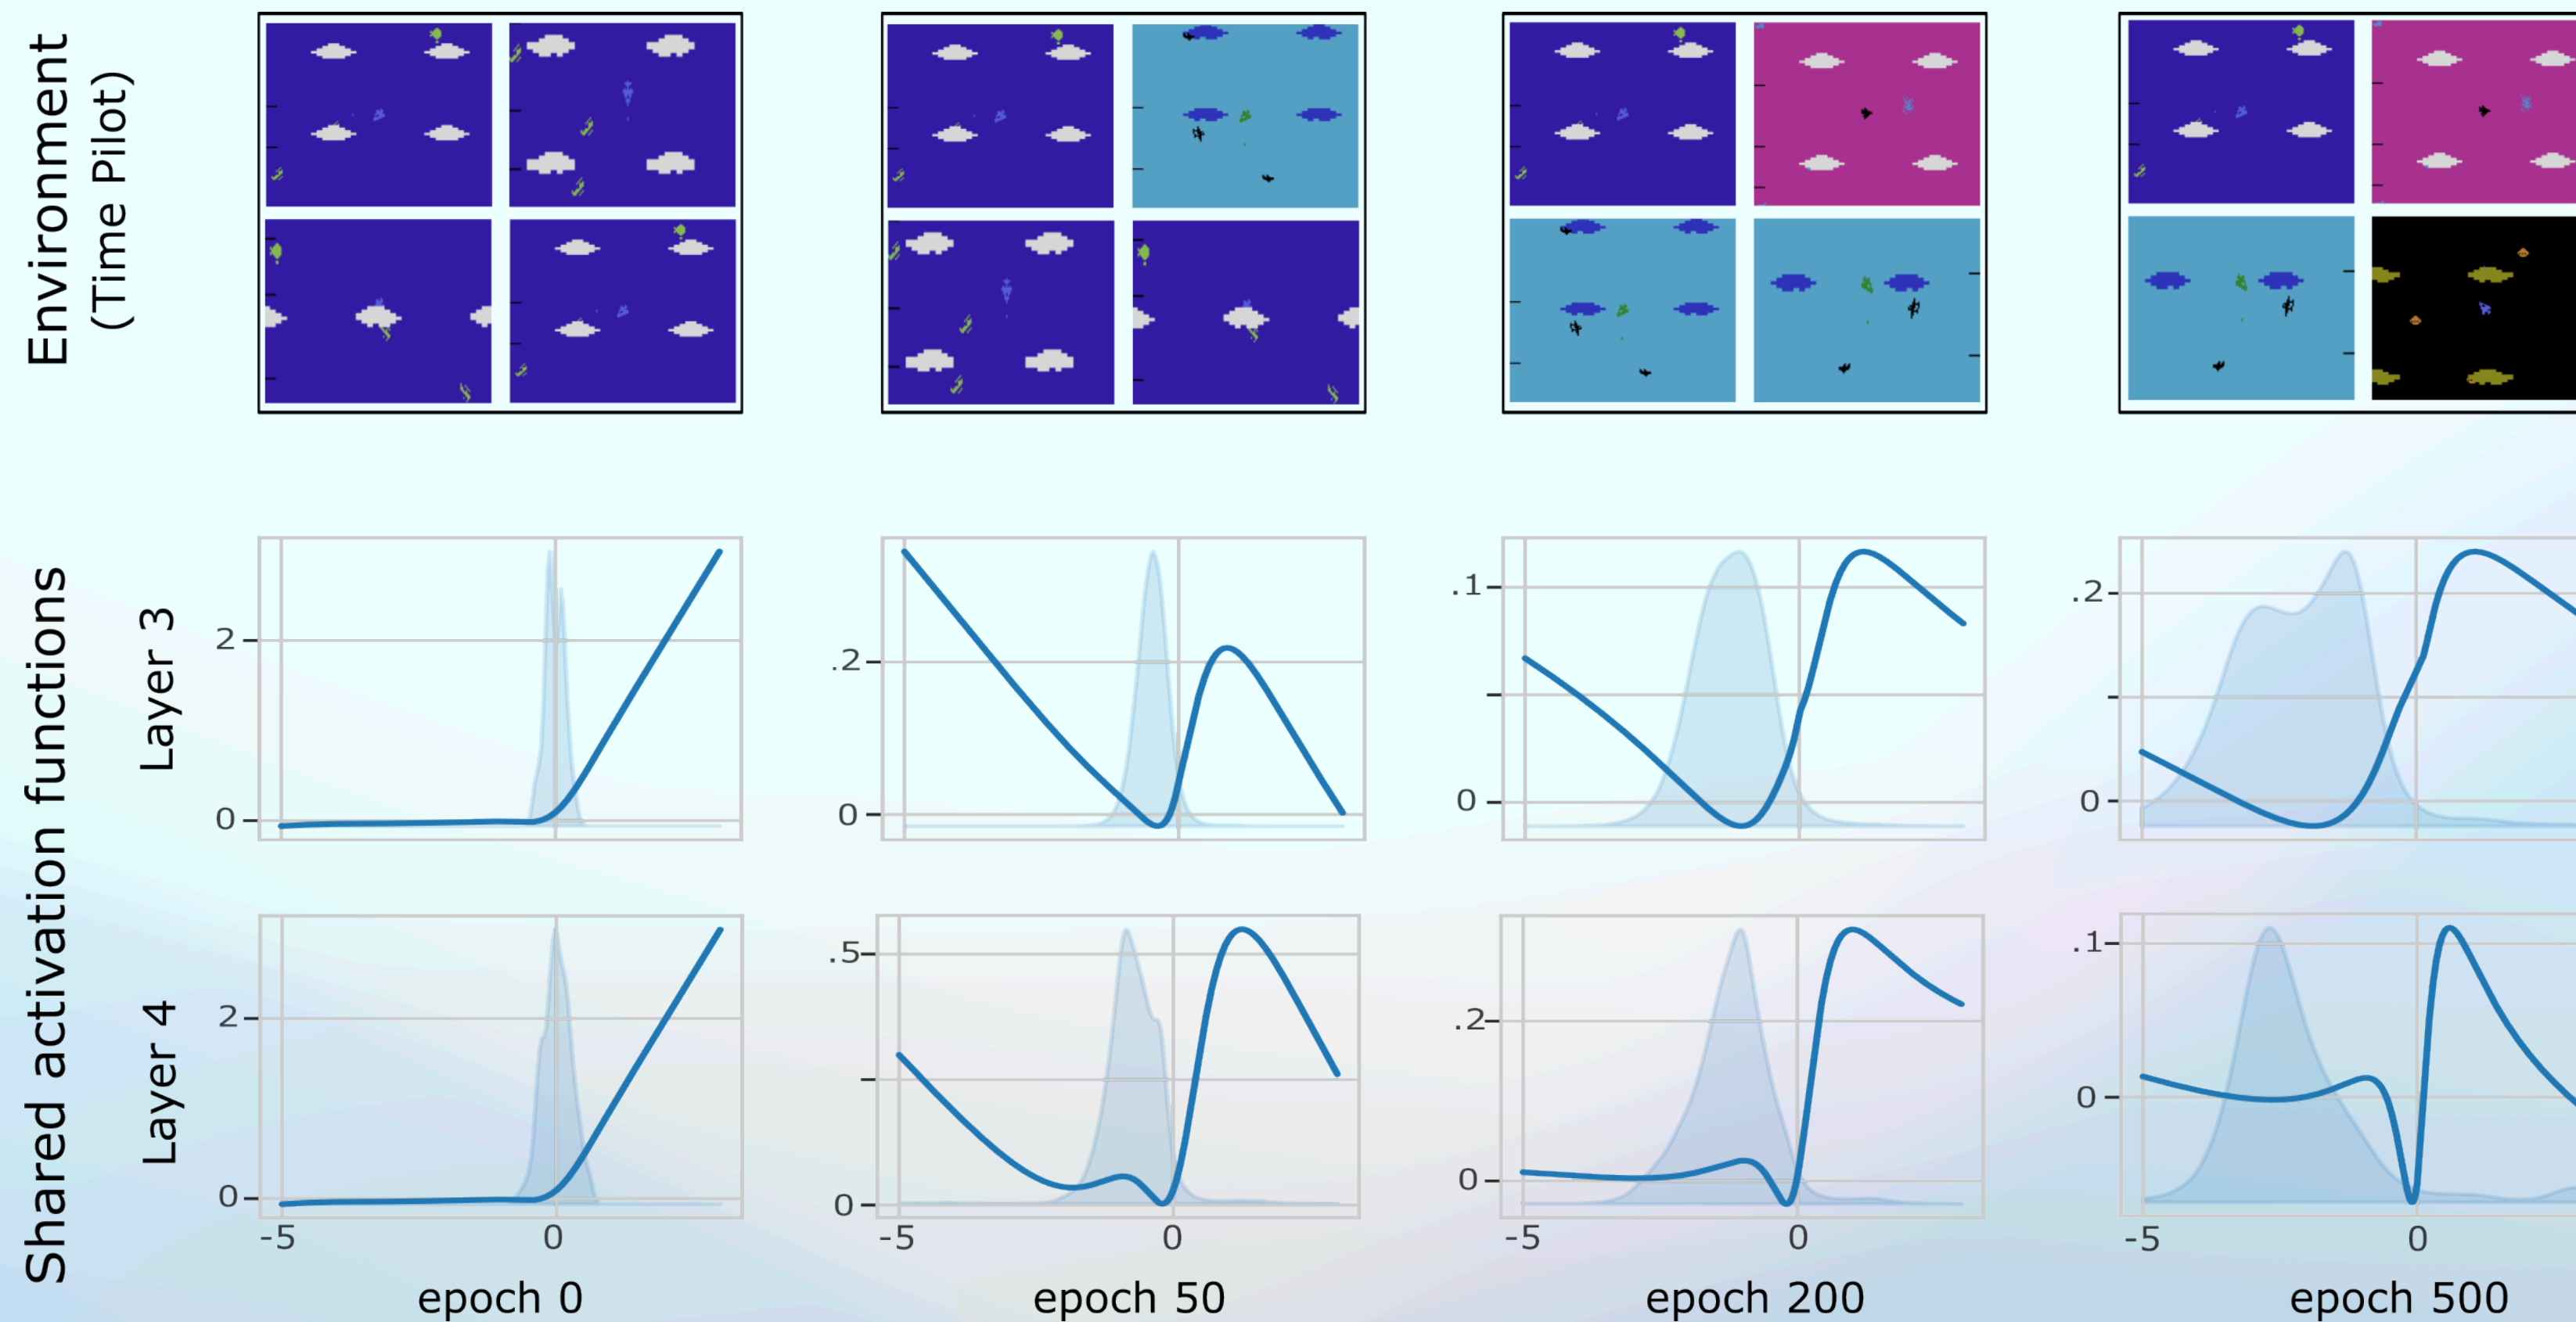 Environment
(Time Pilot)
Shared activation functions
Layer 3
2
0
.2
0
.1
0
.2
0
Layer 4
2
0
.5
0
.2
0
.1
0
-5
0
-5
0
-5
0
-5
0
epoch 0
epoch 50
epoch 200
epoch 500